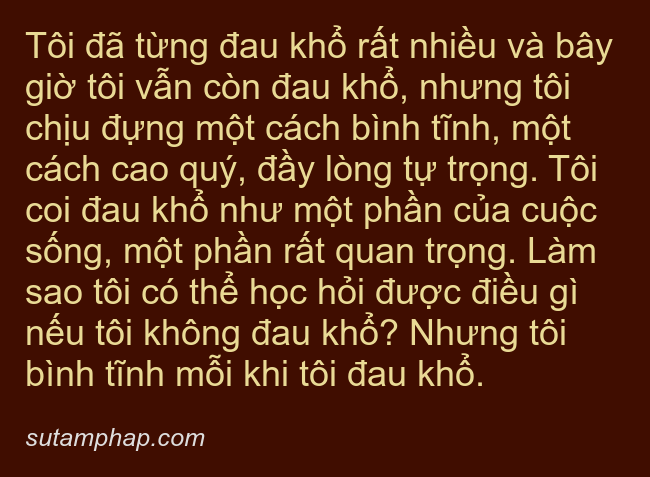 Tôi đã từng đau khổ rất nhiều và bây
giờ tôi vẫn còn đau khổ, nhưng tôi
chịu đựng một cách bình tĩnh, một
cách cao quý, đầy lòng tự trọng. Tôi
coi đau khổ như một phần của cuộc
sống, một phần rất quan trọng. Làm
sao tôi có thể học hỏi được điều gì
nếu tôi không đau khổ? Nhưng tôi
bình tĩnh mỗi khi tôi đau khổ.
sutamphap.com